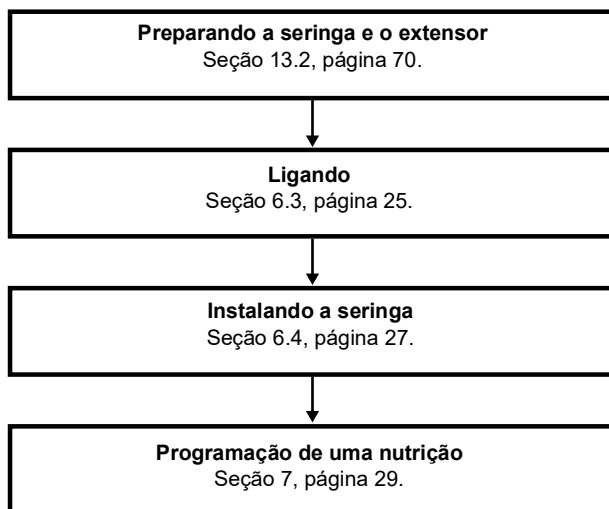 Preparando a seringa e o extensor
Seção 13.2, página 70.
Ligando
Seção 6.3, página 25.
Instalando a seringa
Seção 6.4, página 27.
Programação de uma nutrição
Seção 7, página 29.